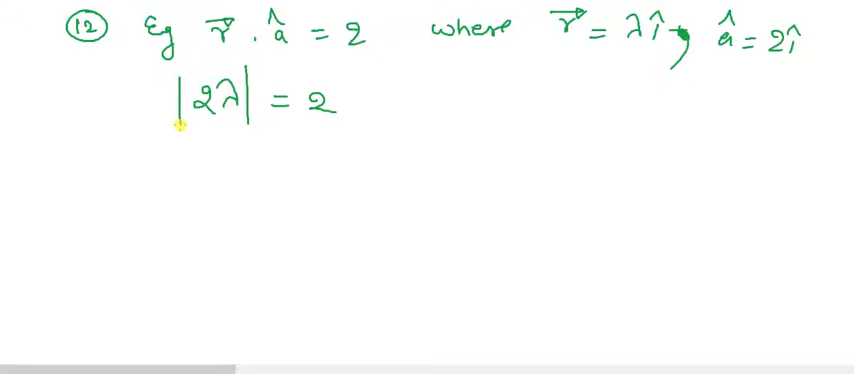 (12) Eg r⃗ . â = 2 where r⃗ = λî , â = 2î
|2λ| = 2